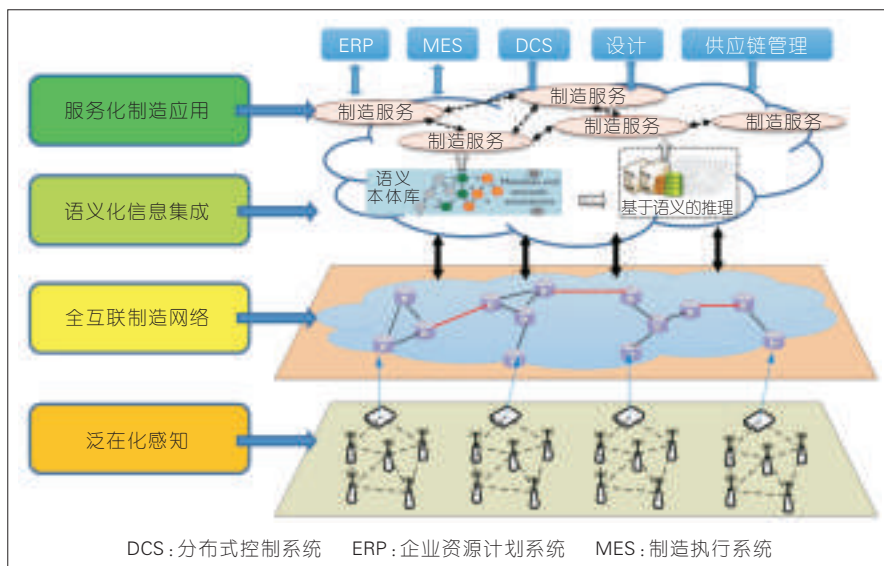 ERP MES DCS 设计 供应链管理
服务化制造应用
制造服务
制造服务
制造服务
制造服务
制造服务
语义化信息集成
语义
本体库
基于语义的推理
全互联制造网络
泛在化感知
DCS:分布式控制系统 ERP:企业资源计划系统 MES:制造执行系统